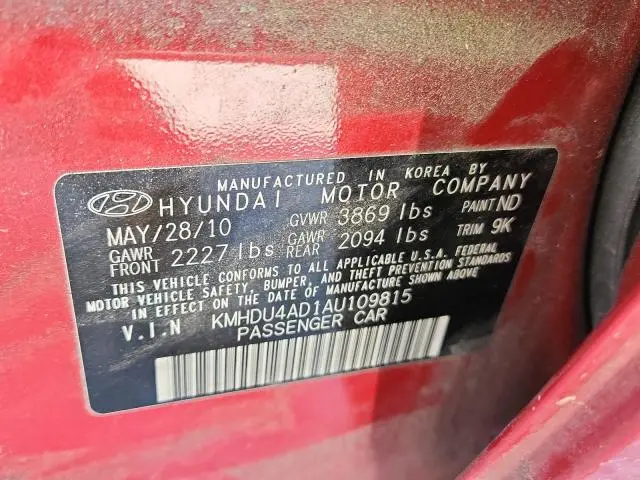 MANUFACTURED IN KOREA BY
HYUNDAI MOTOR COMPANY
MAY/28/10 GVWR 3869 lbs PAINT ND
GAWR FRONT 2227 lbs GAWR REAR 2094 lbs TRIM 9K
THIS VEHICLE CONFORMS TO ALL APPLICABLE U.S.A. FEDERAL
MOTOR VEHICLE SAFETY, BUMPER, AND THEFT PREVENTION STANDARDS
IN EFFECT ON THE DATE OF MANUFACTURE SHOWN ABOVE
V.I.N KMHDU4AD1AU109815
PASSENGER CAR